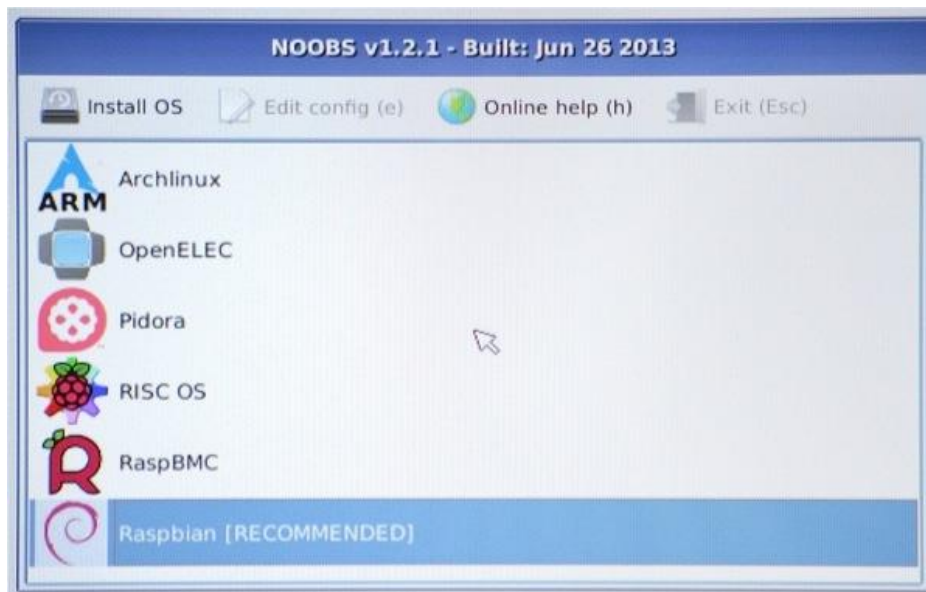 NOOBS v1.2.1 - Built: Jun 26 2013
Install OS Edit config (e) Online help (h) Exit (Esc)
ARM Archlinux
OpenELEC
Pidora
RISC OS
RaspBMC
Raspbian [RECOMMENDED]